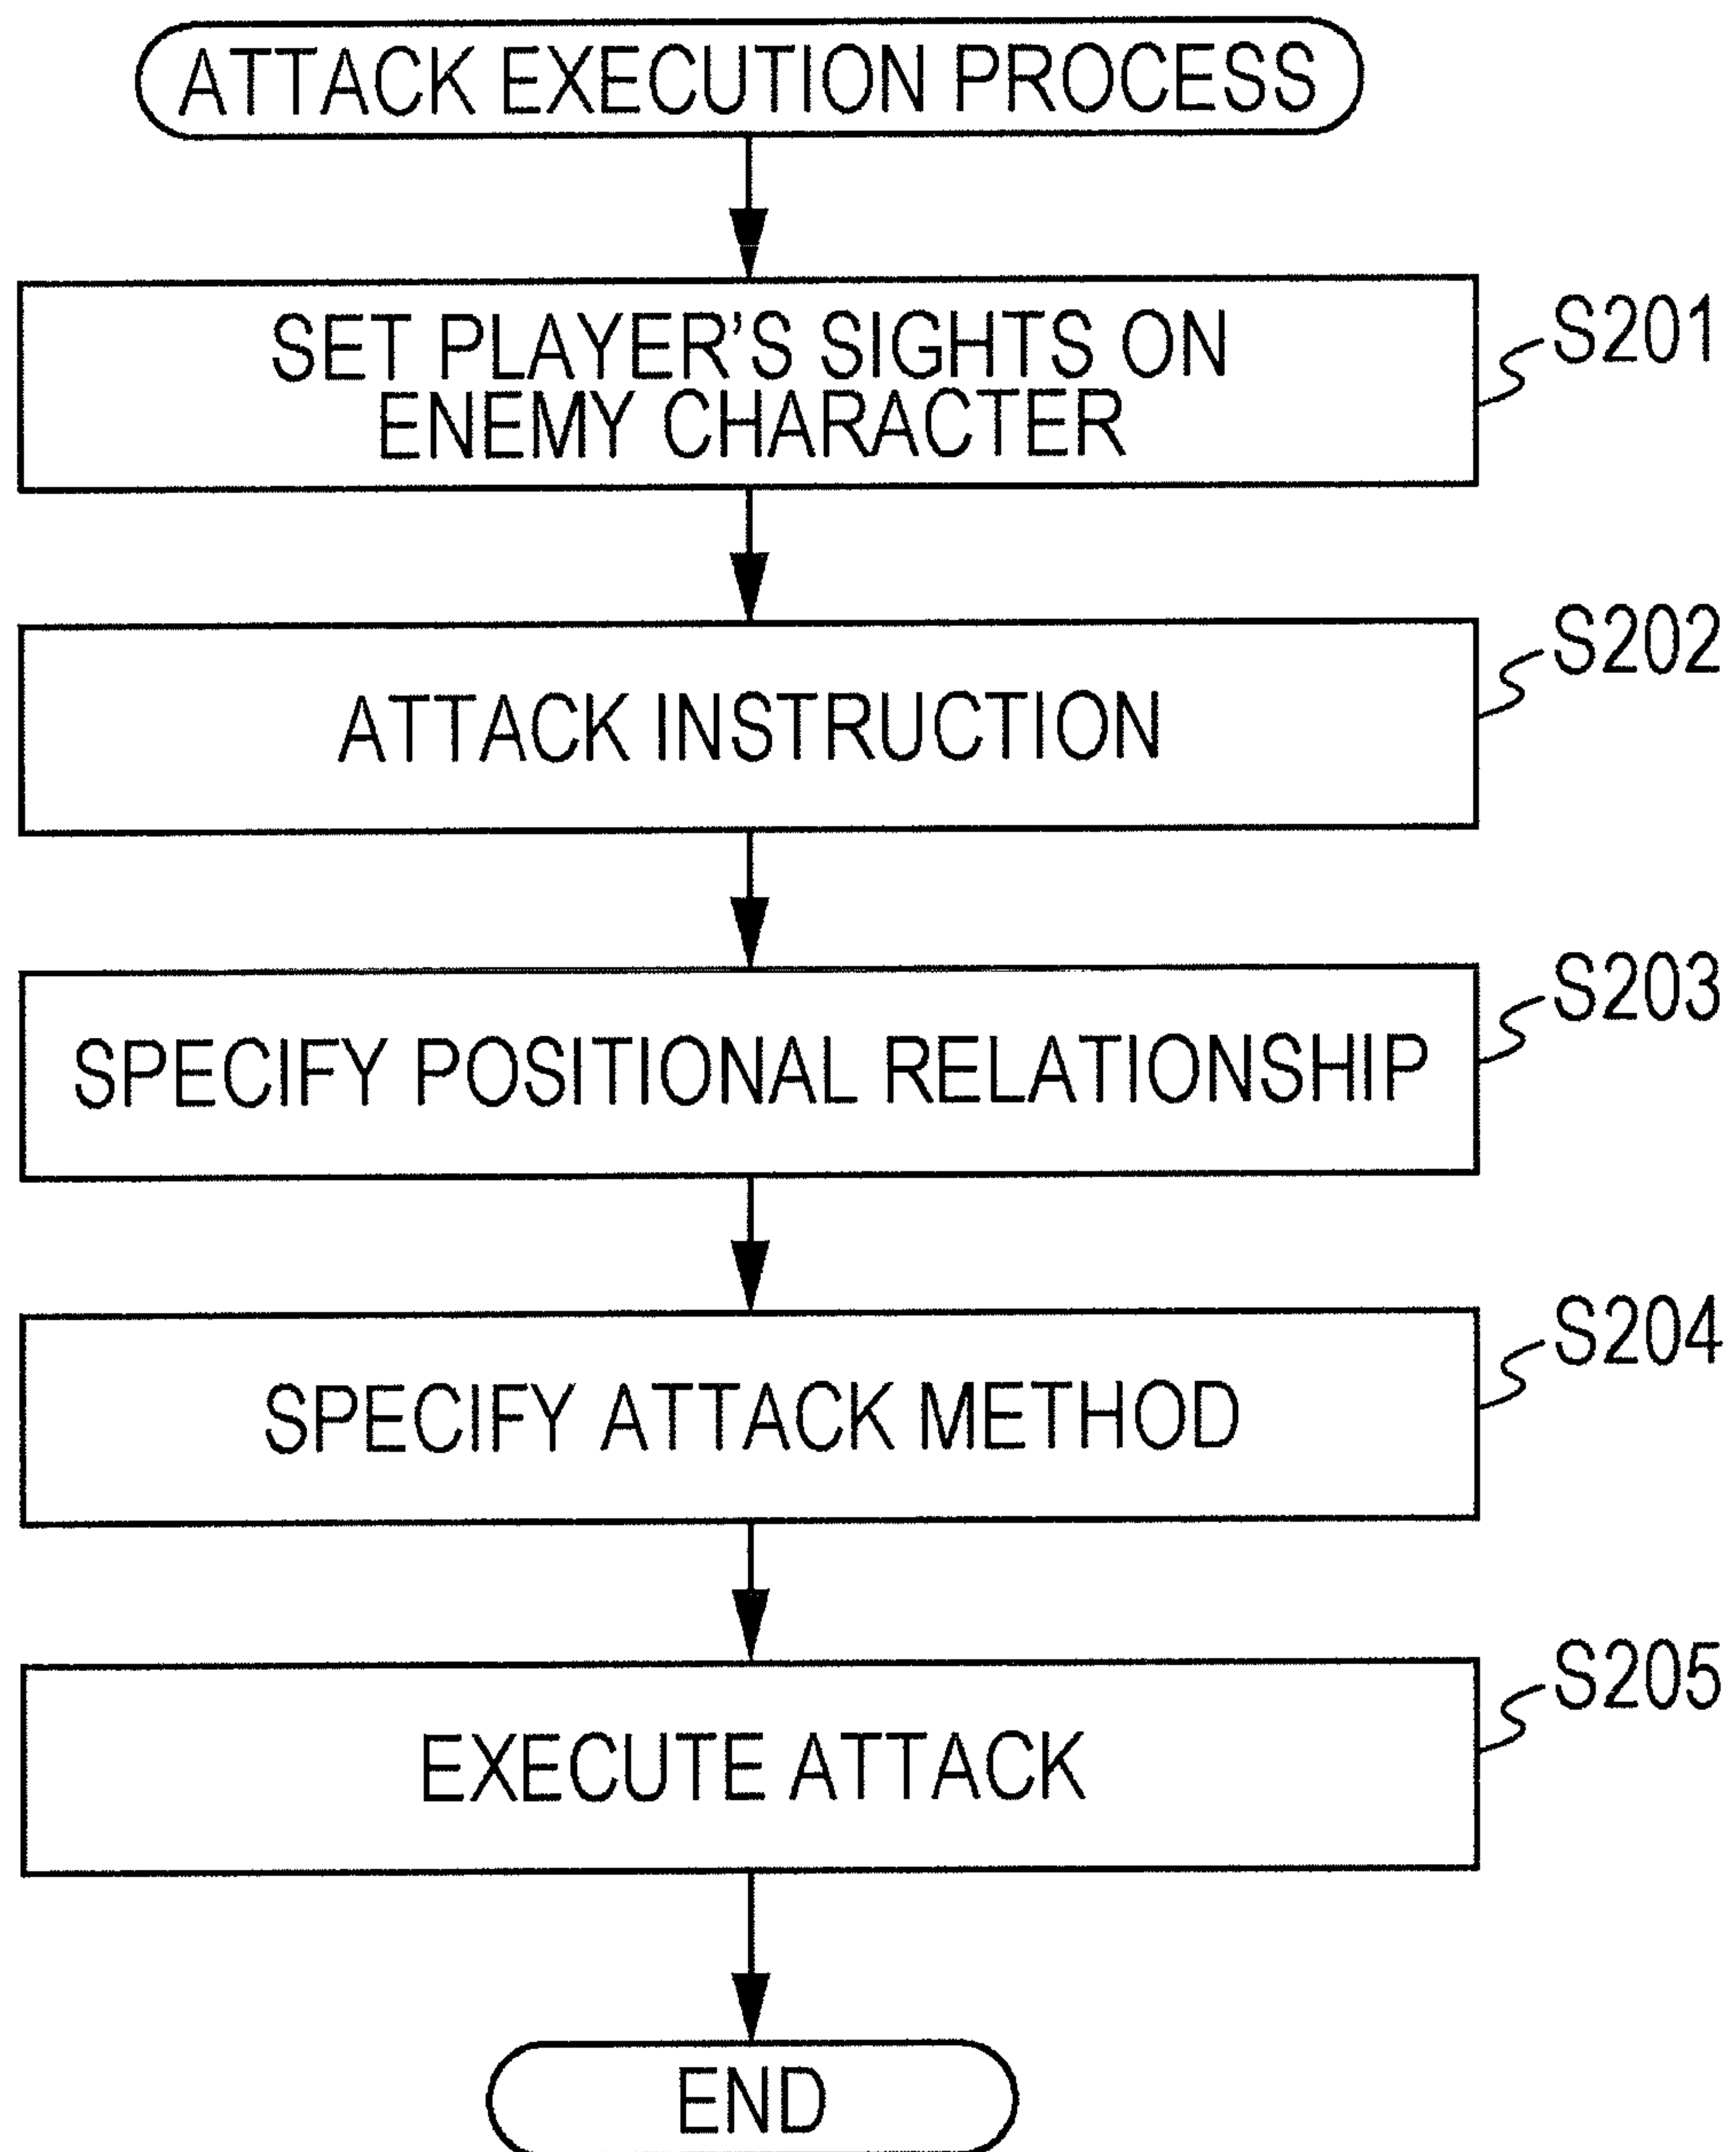 ATTACK EXECUTION PROCESS
SET PLAYER’S SIGHTS ON
ENEMY CHARACTER
S201
ATTACK INSTRUCTION
S202
SPECIFY POSITIONAL RELATIONSHIP
S203
SPECIFY ATTACK METHOD
S204
EXECUTE ATTACK
S205
END